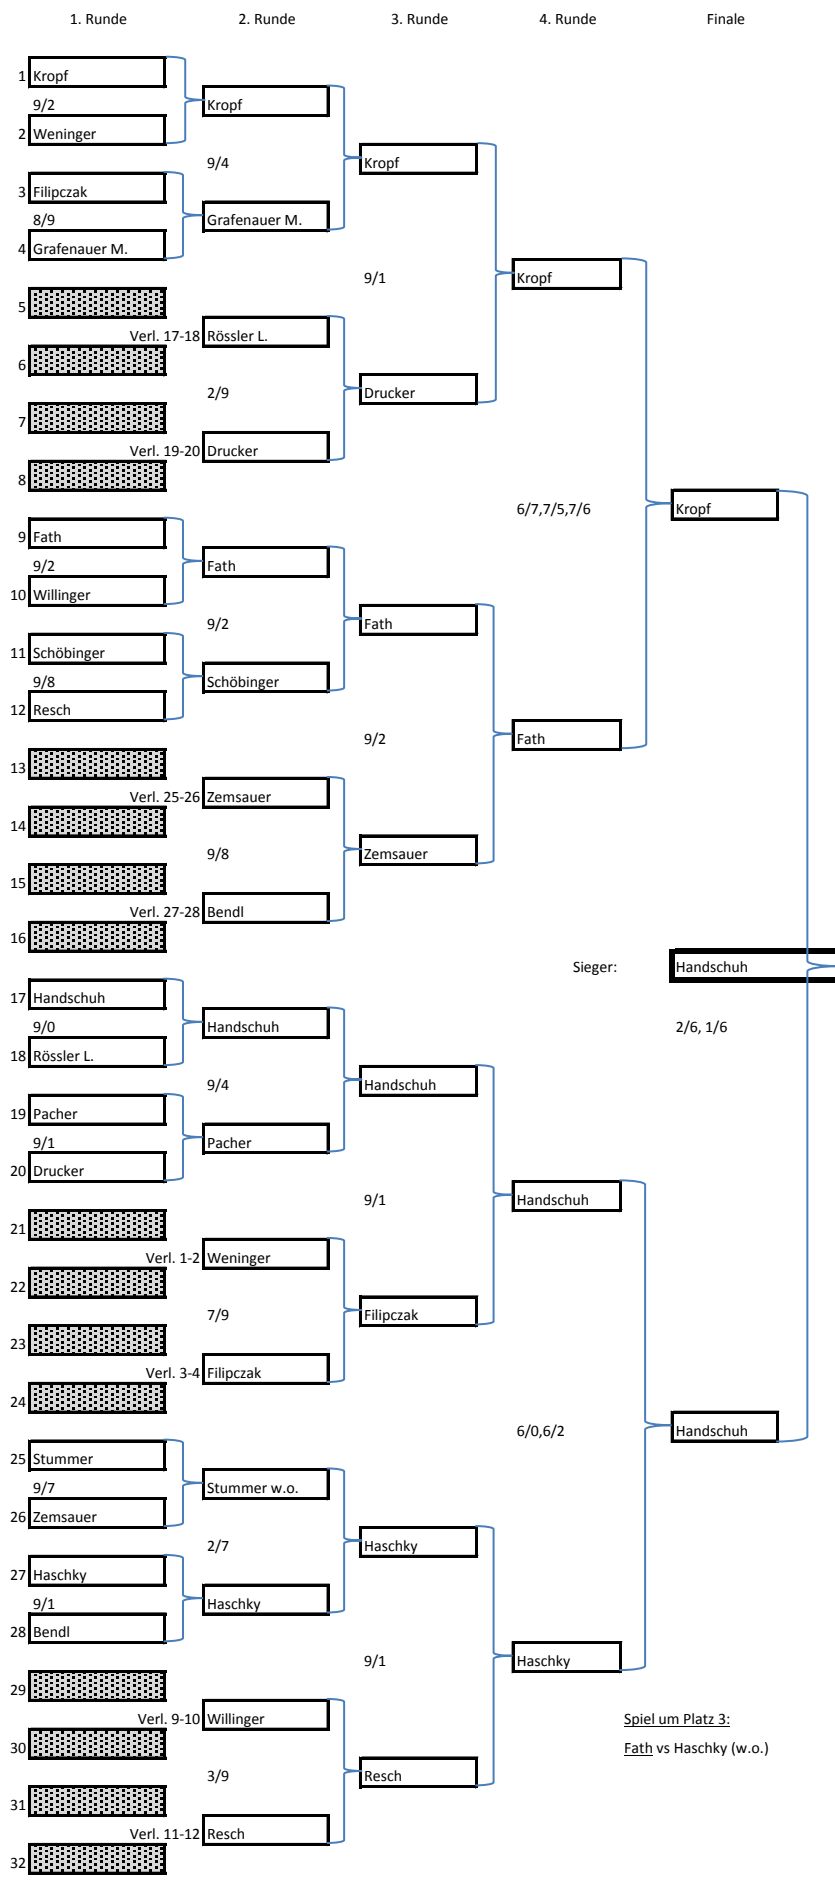 1. Runde 2. Runde 3. Runde 4. Runde Finale
1 Kropf
9/2 Kropf
2 Weninger
9/4 Kropf
3 Filipczak
8/9 Grafenauer M.
4 Grafenauer M.
9/1 Kropf
5
Verl. 17-18 Rössler L.
6
2/9 Drucker
7
Verl. 19-20 Drucker
8
6/7,7/5,7/6 Kropf
9 Fath
9/2 Fath
10 Willinger
9/2 Fath
11 Schöbinger
9/8 Schöbinger
12 Resch
9/2 Fath
13
Verl. 25-26 Zemsauer
14
9/8 Zemsauer
15
Verl. 27-28 Bendl
16
Sieger: Handschuh
17 Handschuh
9/0 Handschuh 2/6, 1/6
18 Rössler L.
9/4 Handschuh
19 Pacher
9/1 Pacher
20 Drucker
9/1 Handschuh
21
Verl. 1-2 Weninger
22
7/9 Filipczak
23
Verl. 3-4 Filipczak
24
6/0,6/2 Handschuh
25 Stummer
9/7 Stummer w.o.
26 Zemsauer
2/7 Haschky
27 Haschky
9/1 Haschky
28 Bendl
9/1 Haschky
29
Verl. 9-10 Willinger Spiel um Platz 3:
30 Fath vs Haschky (w.o.)
3/9 Resch
31
Verl. 11-12 Resch
32